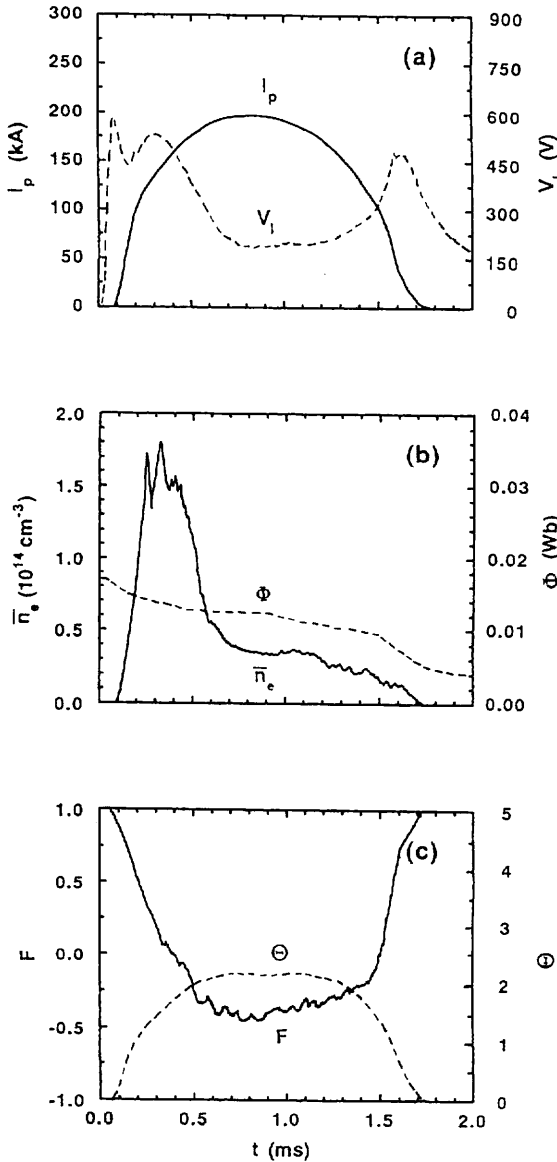 300
250
200
150
100
50
0
I_p (kA)
(a)
I_p
V_l
900
750
600
450
300
150
0
V_l (V)
2.0
1.5
1.0
0.5
0.0
n̅_e (10^14 cm^-3)
(b)
Φ
n̅_e
0.04
0.03
0.02
0.01
0.00
Φ (Wb)
1.0
0.5
0.0
-0.5
-1.0
F
(c)
Θ
F
5
4
3
2
1
0
Θ
0.0 0.5 1.0 1.5 2.0
t (ms)